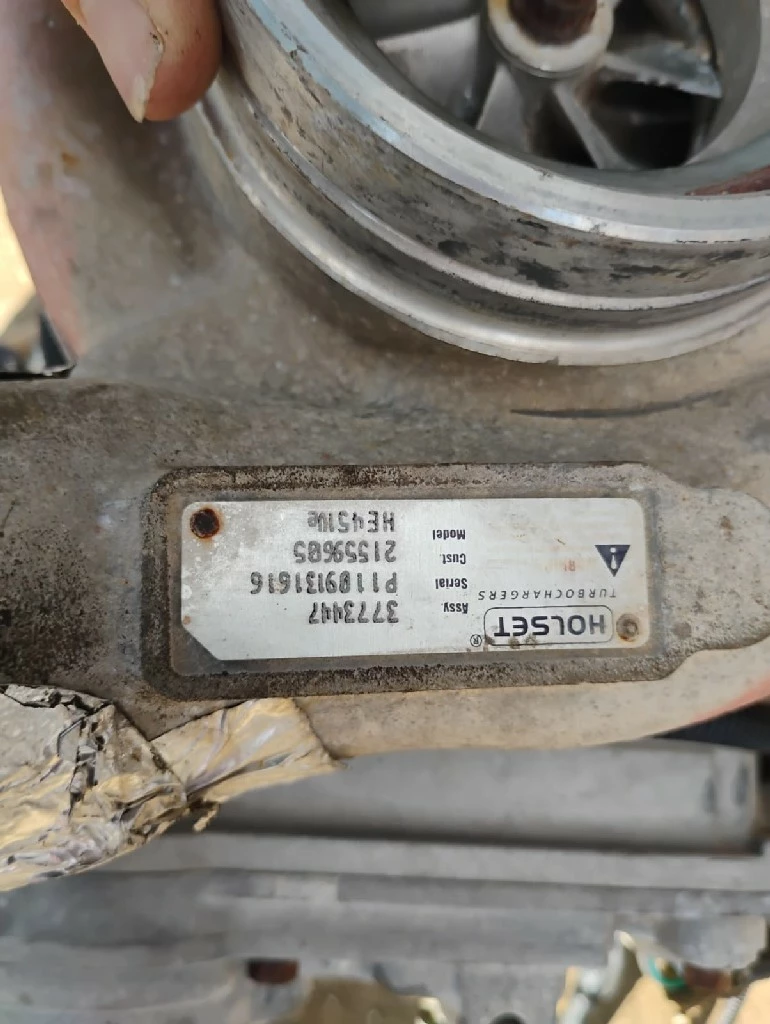 HOLSET®
TURBOCHARGERS
Assy 3773447
Serial P1109131616
Cust. 21559605
Model HE451Ve